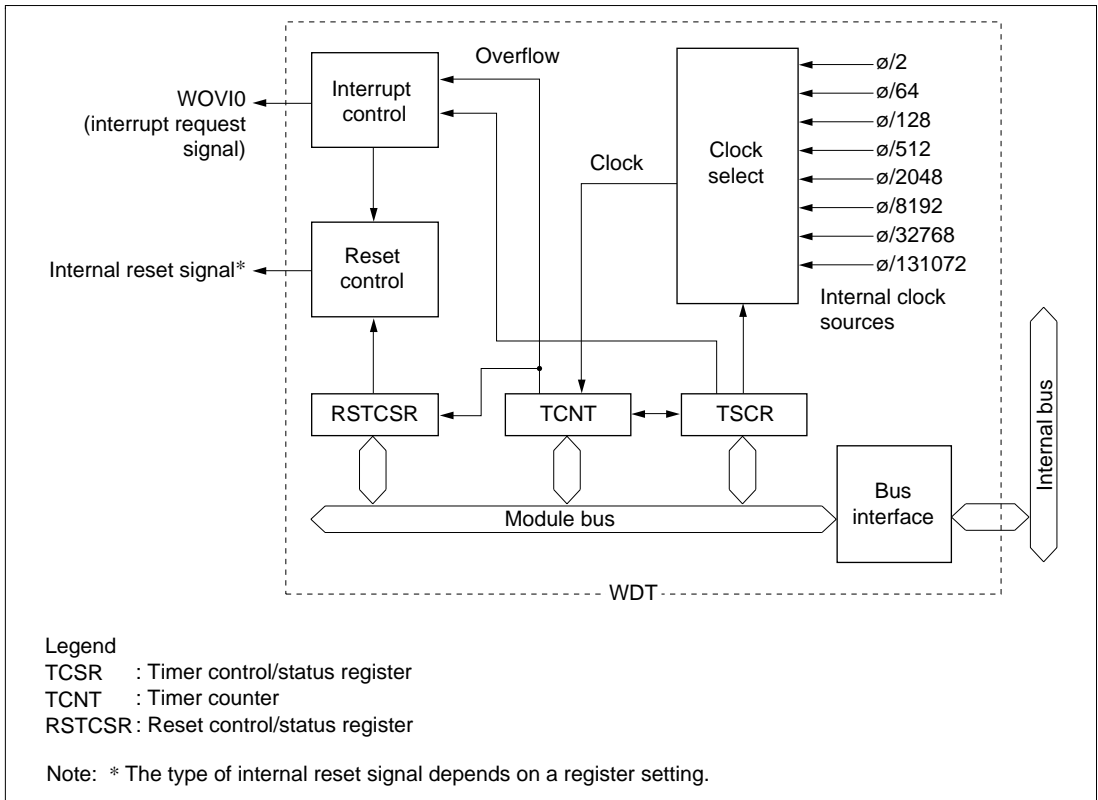 Overflow
Interrupt
control
WOVI0
(interrupt request
signal)
Reset
control
Internal reset signal*
Clock
Clock
select
ø/2
ø/64
ø/128
ø/512
ø/2048
ø/8192
ø/32768
ø/131072
Internal clock
sources
RSTCSR
TCNT
TSCR
Module bus
Bus
interface
Internal bus
WDT
Legend
TCSR : Timer control/status register
TCNT : Timer counter
RSTCSR : Reset control/status register
Note: * The type of internal reset signal depends on a register setting.